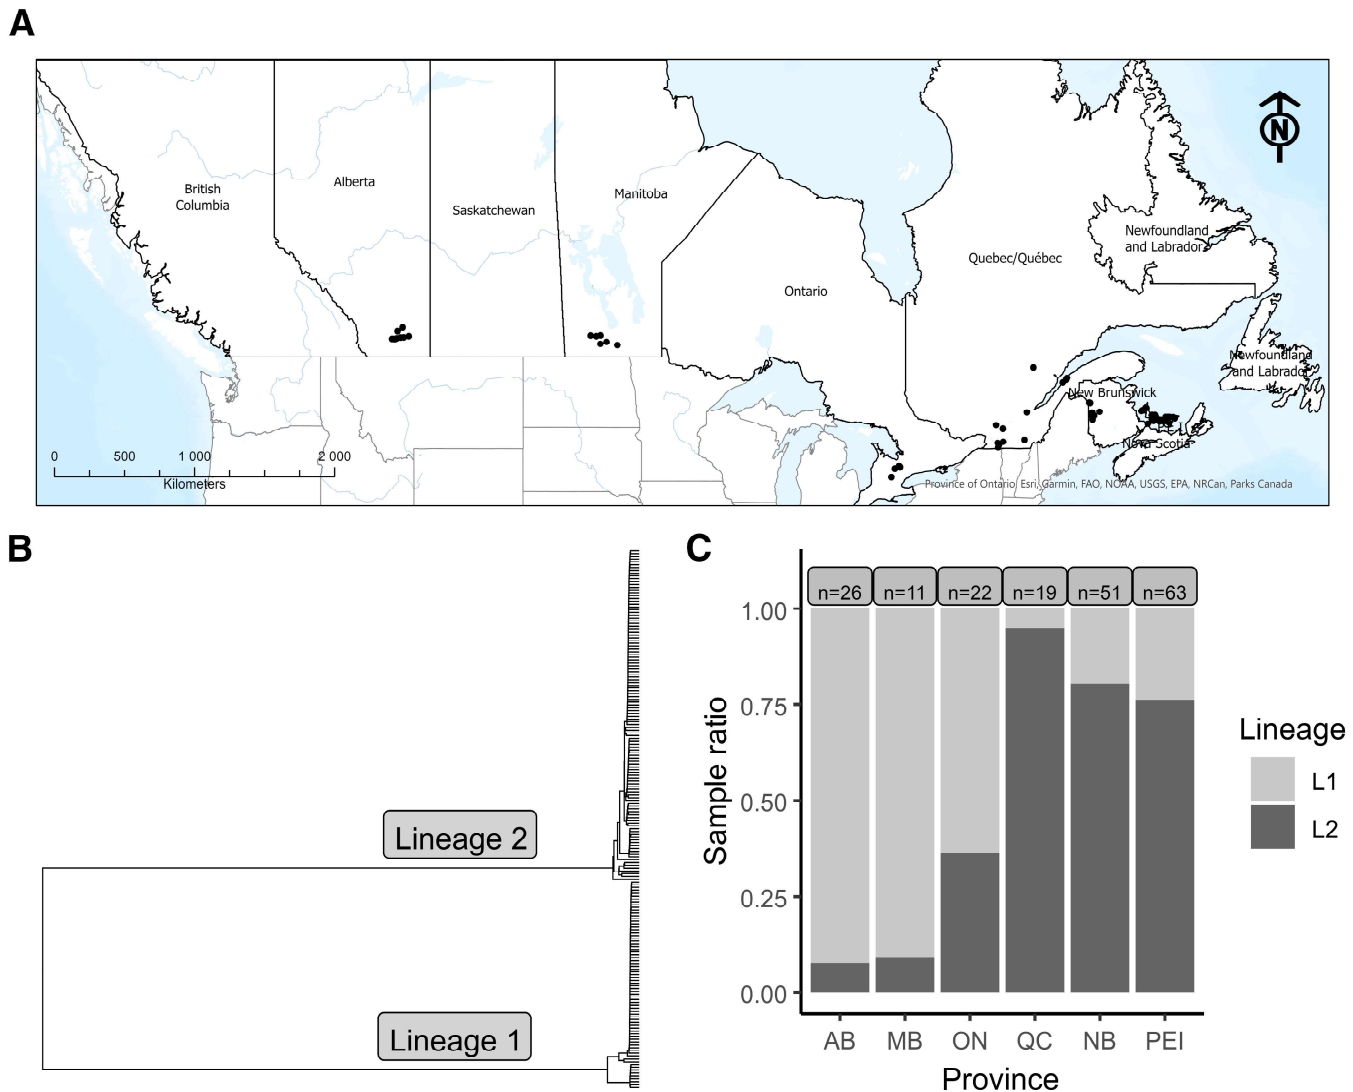 A
N
British
Columbia
Alberta
Saskatchewan
Manitoba
Ontario
Quebec/Québec
Newfoundland
and Labrador
Newfoundland
and Labrador
New Brunswick
Nova Scotia
0 500 1 000 2 000
Kilometers
Province of Ontario, Esri, Garmin, FAO, NOAA, USGS, EPA, NRCan, Parks Canada
B
Lineage 2
Lineage 1
C
n=26 n=11 n=22 n=19 n=51 n=63
1.00
0.75
0.50
0.25
0.00
Sample ratio
AB MB ON QC NB PEI
Province
Lineage
L1
L2